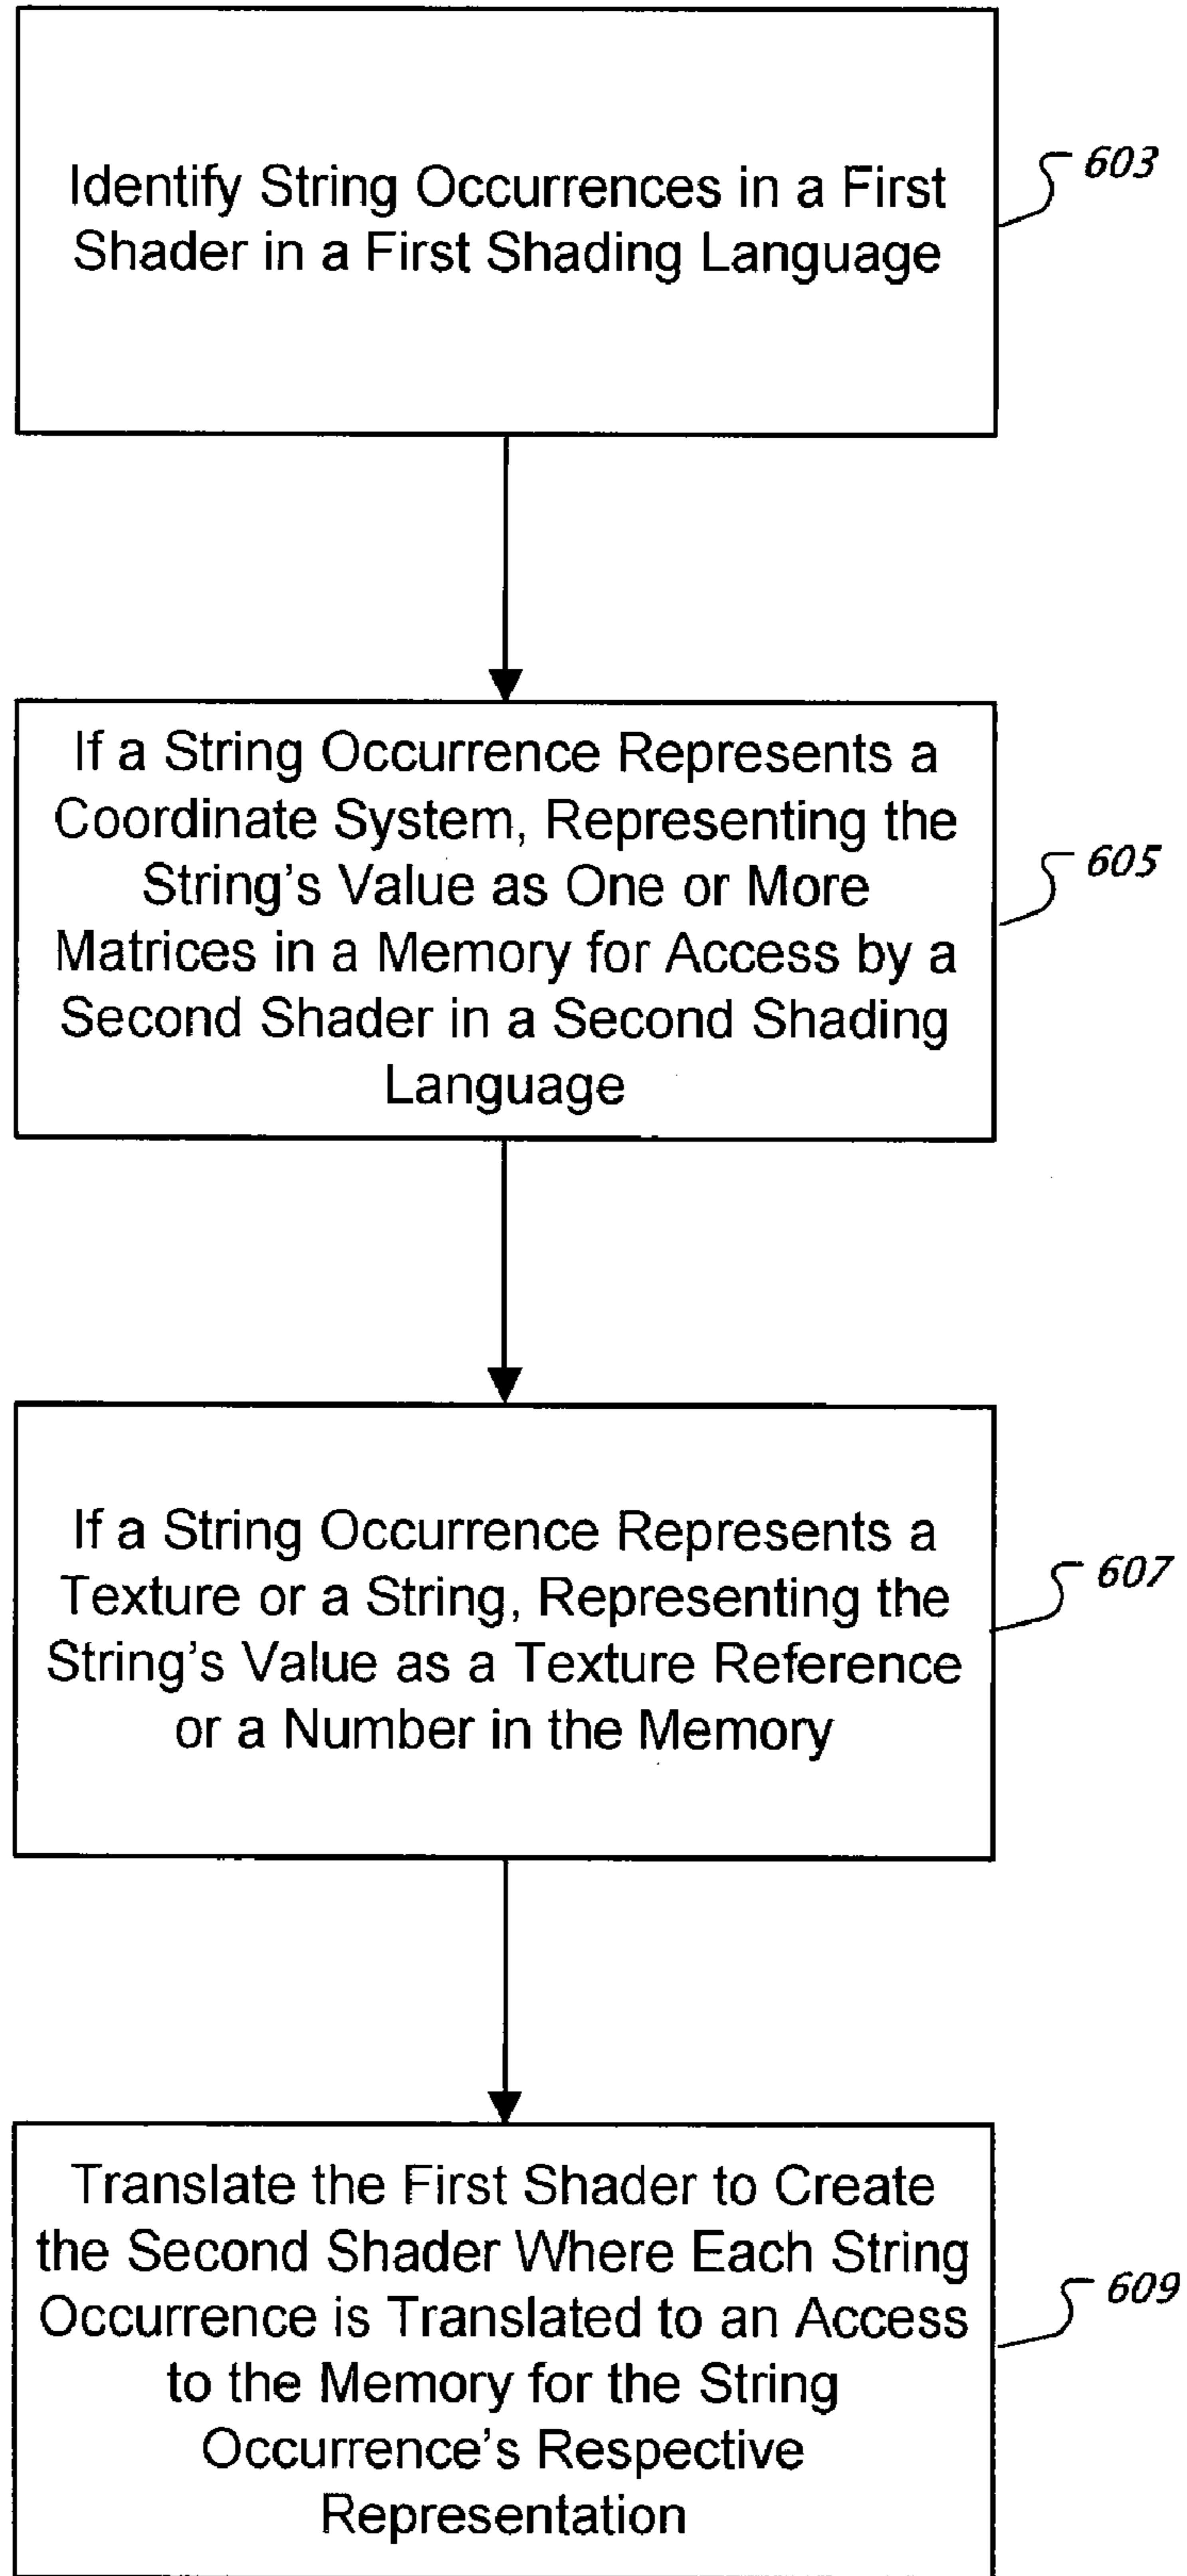 Identify String Occurrences in a First
Shader in a First Shading Language
603
If a String Occurrence Represents a
Coordinate System, Representing the
String's Value as One or More
Matrices in a Memory for Access by a
Second Shader in a Second Shading
Language
605
If a String Occurrence Represents a
Texture or a String, Representing the
String's Value as a Texture Reference
or a Number in the Memory
607
Translate the First Shader to Create
the Second Shader Where Each String
Occurrence is Translated to an Access
to the Memory for the String
Occurrence's Respective
Representation
609